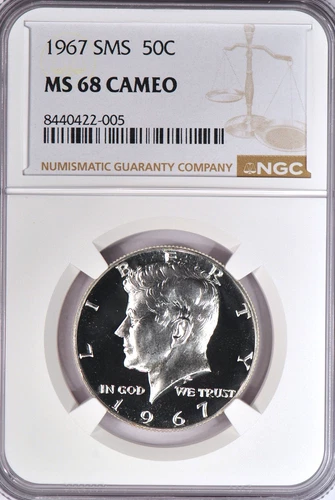 1967 SMS 50C
MS 68 CAMEO
8440422-005
NUMISMATIC GUARANTY COMPANY NGC
LIBERTY
IN GOD WE TRUST
1967